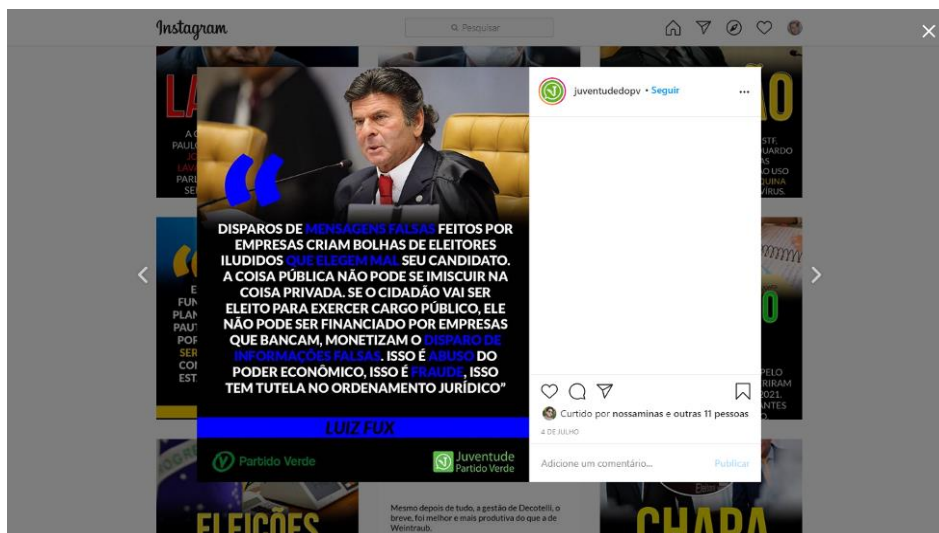 Instagram
Pesquisar
juventudedopv • Seguir
DISPAROS DE MENSAGENS FALSAS FEITOS POR
EMPRESAS CRIAM BOLHAS DE ELEITORES
ILUDIDOS QUE ELEGEM MAL SEU CANDIDATO.
A COISA PÚBLICA NÃO PODE SE IMISCUIR NA
COISA PRIVADA. SE O CIDADÃO VAI SER
ELEITO PARA EXERCER CARGO PÚBLICO, ELE
NÃO PODE SER FINANCIADO POR EMPRESAS
QUE BANCAM, MONETIZAM O DISPARO DE
INFORMAÇÕES FALSAS. ISSO É ABUSO DO
PODER ECONÔMICO, ISSO É FRAUDE, ISSO
TEM TUTELA NO ORDENAMENTO JURÍDICO”
LUIZ FUX
Partido Verde
Juventude
Partido Verde
Curtido por nossaminas e outras 11 pessoas
4 DE JULHO
Adicione um comentário...
Publicar
STF.
USO
VÍRUS.
2021.
ELEIÇÕES
Mesmo depois de tudo, a gestão de Decotelli, o
breve, foi melhor e mais produtiva do que a de
Weintraub.
CHAPA